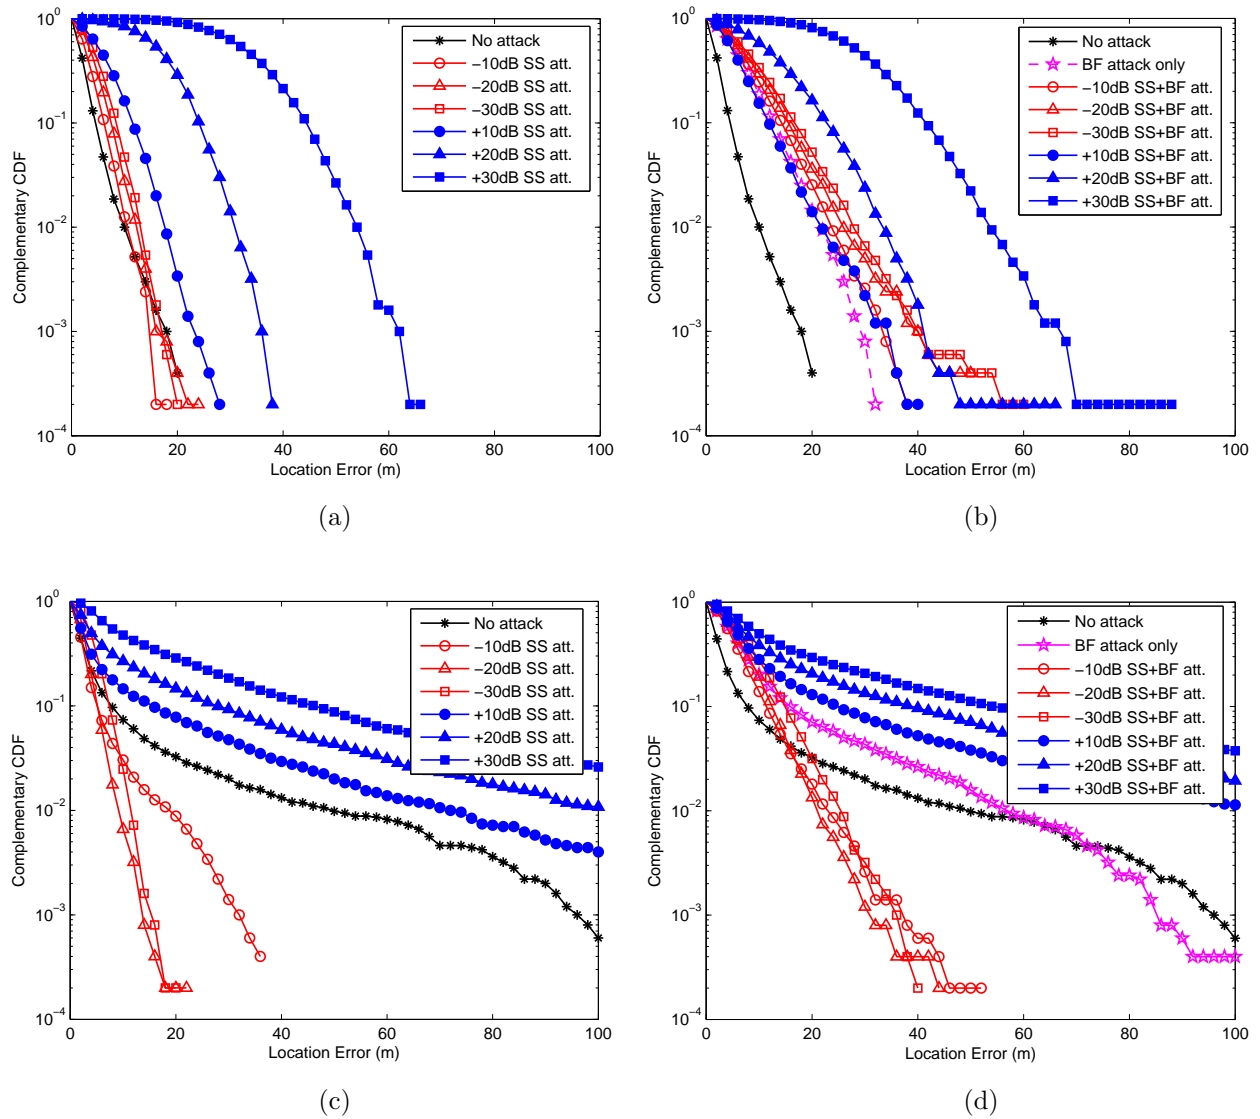 10^0
10^-1
10^-2
10^-3
10^-4
Complementary CDF
0 20 40 60 80 100
Location Error (m)
No attack
−10dB SS att.
−20dB SS att.
−30dB SS att.
+10dB SS att.
+20dB SS att.
+30dB SS att.
(a)
10^0
10^-1
10^-2
10^-3
10^-4
Complementary CDF
0 20 40 60 80 100
Location Error (m)
No attack
BF attack only
−10dB SS+BF att.
−20dB SS+BF att.
−30dB SS+BF att.
+10dB SS+BF att.
+20dB SS+BF att.
+30dB SS+BF att.
(b)
10^0
10^-1
10^-2
10^-3
10^-4
Complementary CDF
0 20 40 60 80 100
Location Error (m)
No attack
−10dB SS att.
−20dB SS att.
−30dB SS att.
+10dB SS att.
+20dB SS att.
+30dB SS att.
(c)
10^0
10^-1
10^-2
10^-3
10^-4
Complementary CDF
0 20 40 60 80 100
Location Error (m)
No attack
BF attack only
−10dB SS+BF att.
−20dB SS+BF att.
−30dB SS+BF att.
+10dB SS+BF att.
+20dB SS+BF att.
+30dB SS+BF att.
(d)